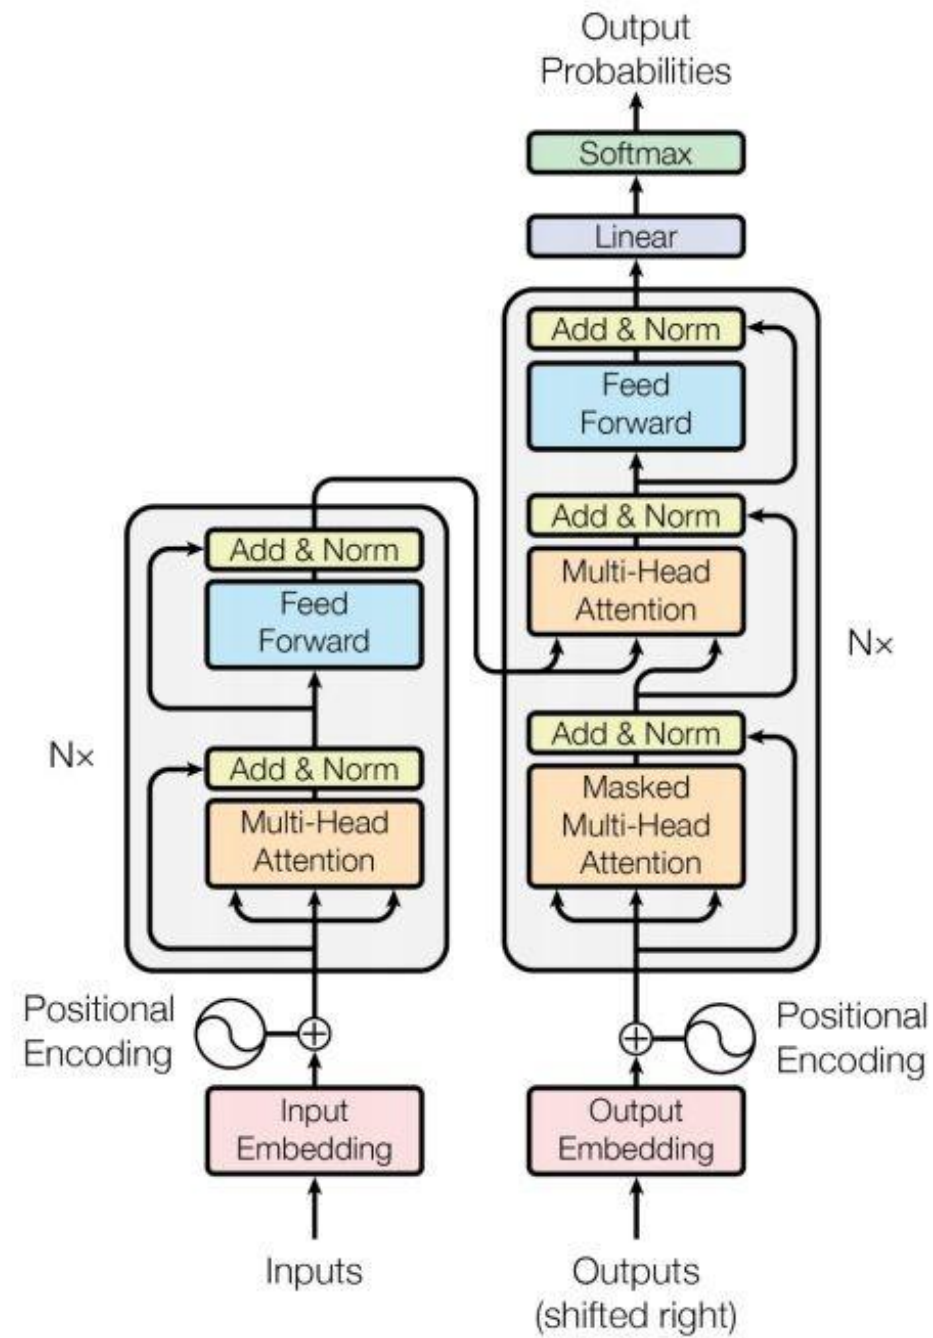 Output
Probabilities
Softmax
Linear
Add & Norm
Feed
Forward
Add & Norm
Multi-Head
Attention
Add & Norm
Masked
Multi-Head
Attention
Nx
Add & Norm
Feed
Forward
Add & Norm
Multi-Head
Attention
Nx
Positional
Encoding
Positional
Encoding
Input
Embedding
Output
Embedding
Inputs
Outputs
(shifted right)